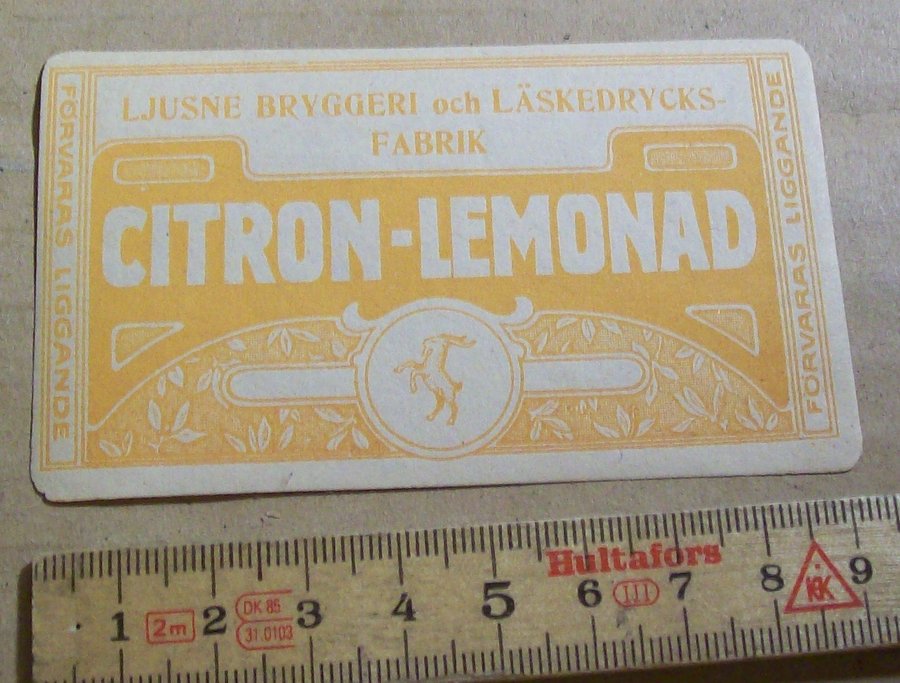 LJUSNE BRYGGERI och LÄSKEDRYCKS-
FABRIK
CITRON-LEMONAD
FÖRVARAS LIGGANDE
FÖRVARAS LIGGANDE
Hultafors
1 2m 2 DK 85 31.0103 3 4 5 6 III 7 8 KK 9